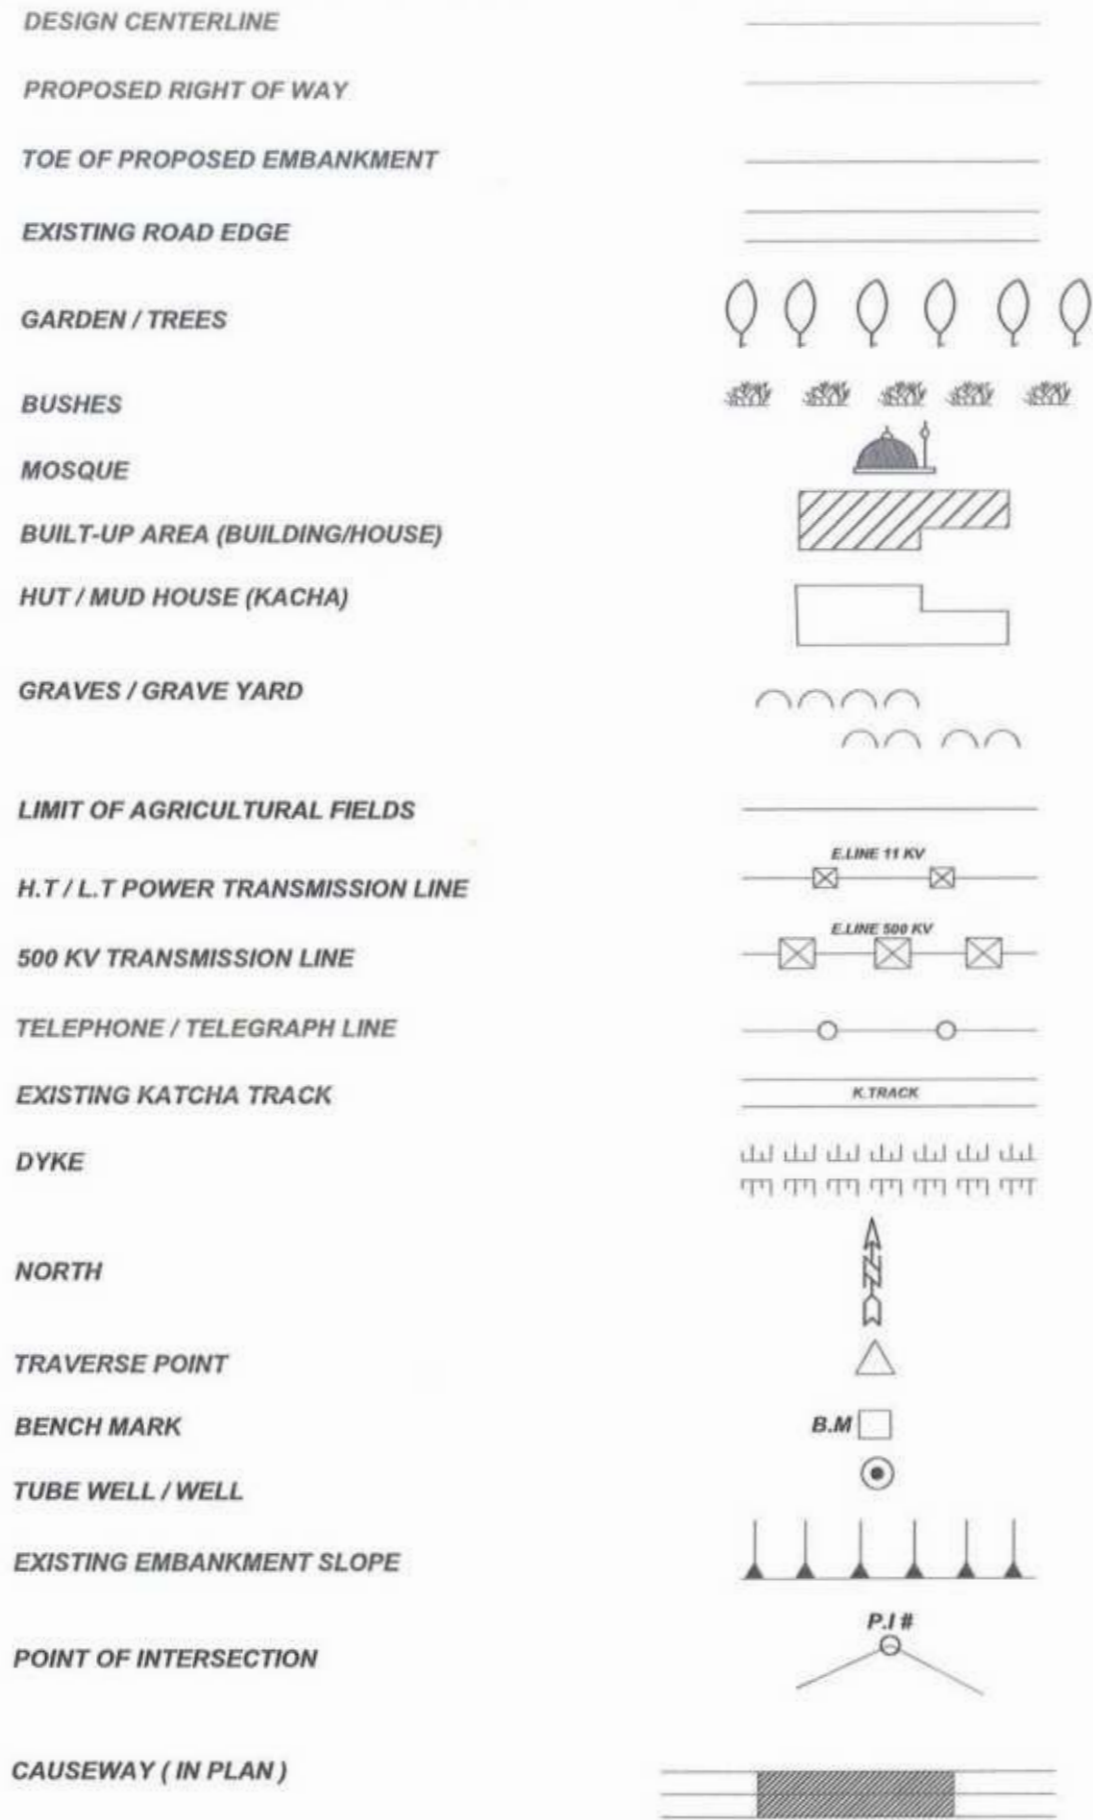 DESIGN CENTERLINE
PROPOSED RIGHT OF WAY
TOE OF PROPOSED EMBANKMENT
EXISTING ROAD EDGE
GARDEN / TREES
BUSHES
MOSQUE
BUILT-UP AREA (BUILDING/HOUSE)
HUT / MUD HOUSE (KACHA)
GRAVES / GRAVE YARD
LIMIT OF AGRICULTURAL FIELDS
E.LINE 11 KV
H.T / L.T POWER TRANSMISSION LINE
E.LINE 500 KV
500 KV TRANSMISSION LINE
TELEPHONE / TELEGRAPH LINE
EXISTING KATCHA TRACK K.TRACK
DYKE
NORTH
N
TRAVERSE POINT
BENCH MARK B.M
TUBE WELL / WELL
EXISTING EMBANKMENT SLOPE
P.I #
POINT OF INTERSECTION
CAUSEWAY ( IN PLAN )